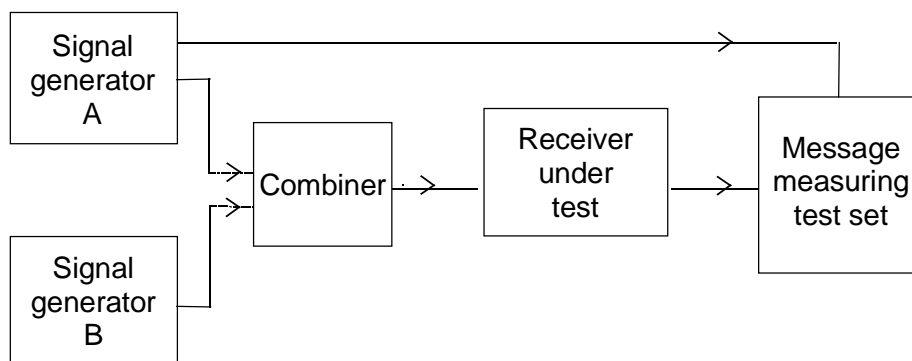 Signal
generator
A
Combiner
Receiver
under
test
Message
measuring
test set
Signal
generator
B